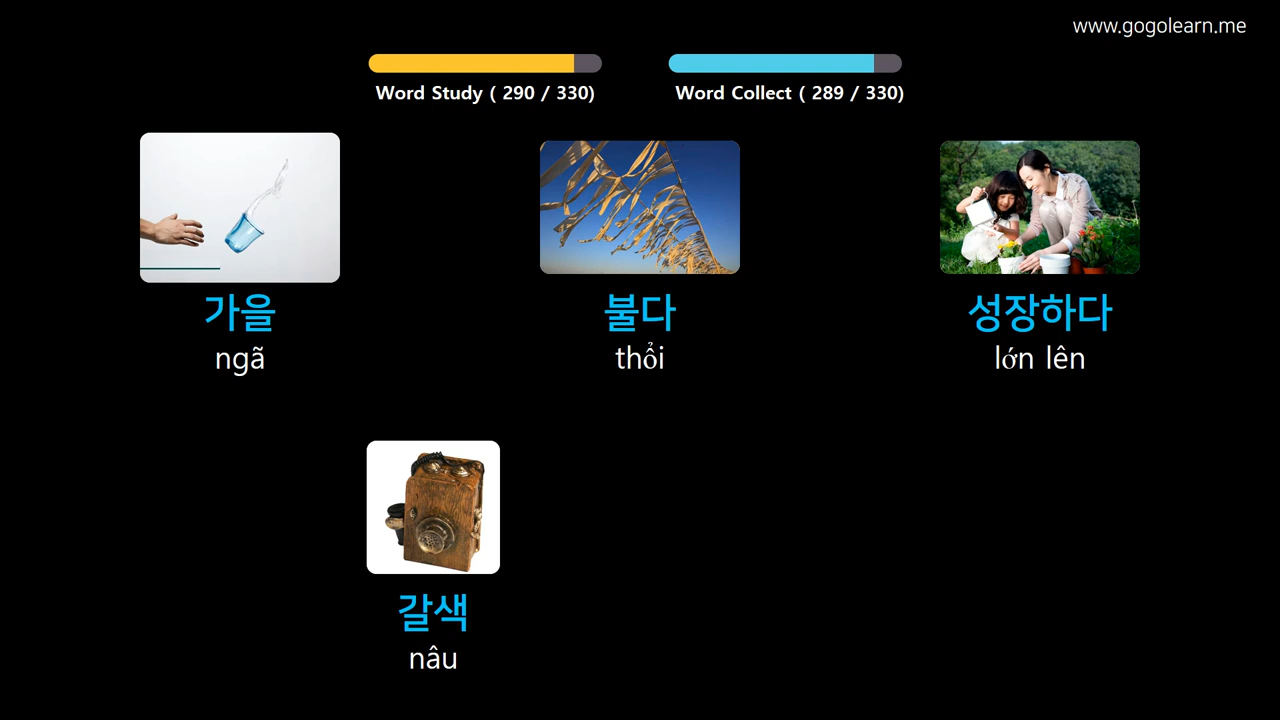 www.gogolearn.me
Word Study ( 290 / 330)
Word Collect ( 289 / 330)
가을
ngã
불다
thổi
성장하다
lớn lên
갈색
nâu